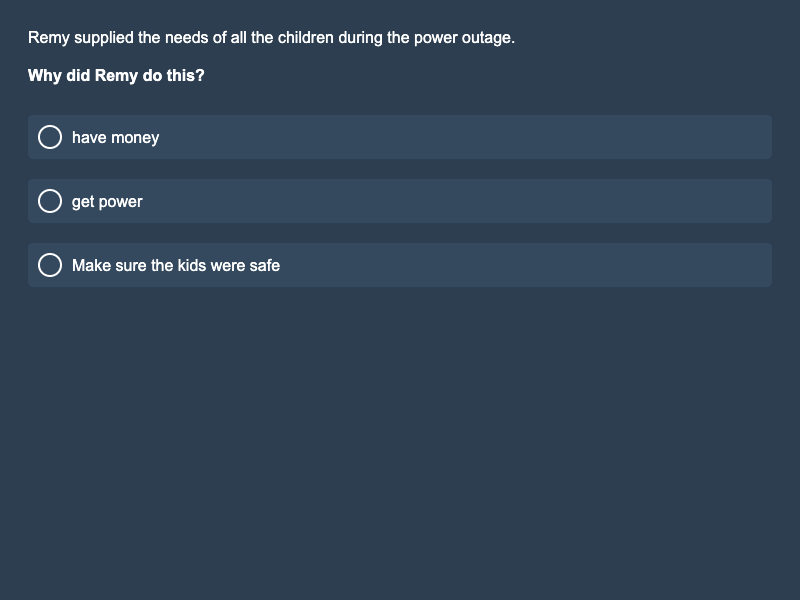 Remy supplied the needs of all the children during the power outage.
Why did Remy do this?
have money
get power
Make sure the kids were safe